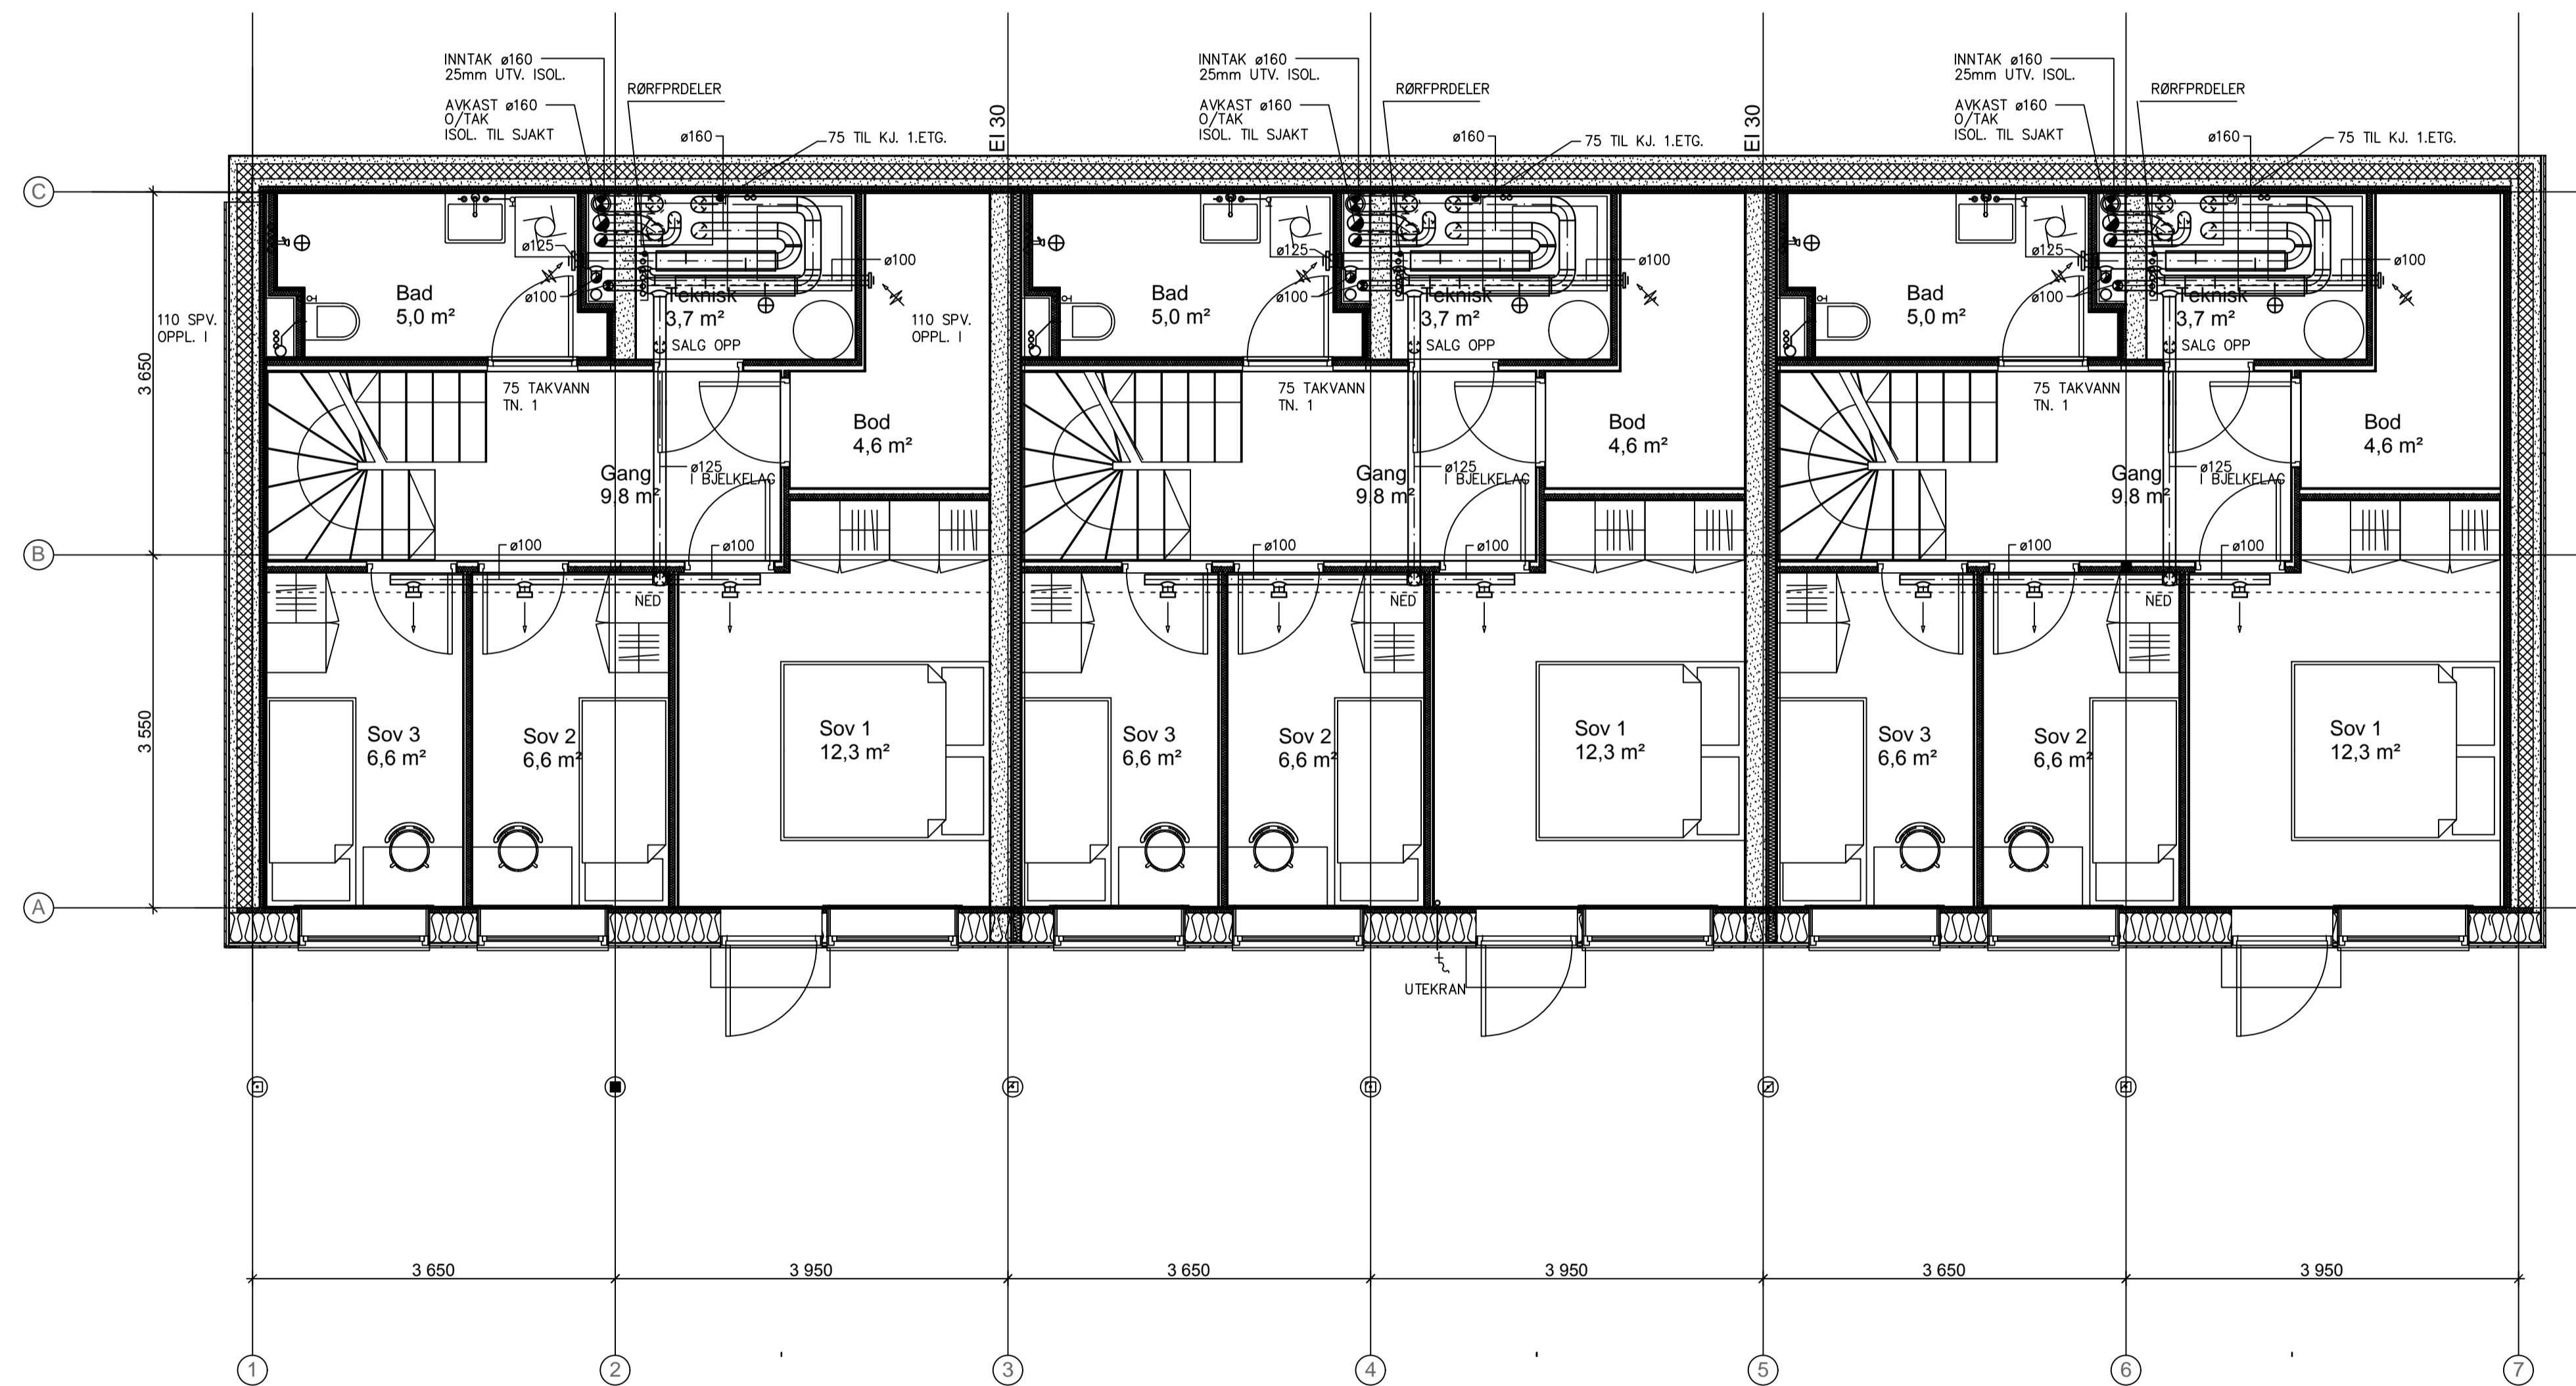 INNTAK ø160
25mm UTV. ISOL.
AVKAST ø160
O/TAK
ISOL. TIL SJAKT
RØRFPRDELER
ø160
75 TIL KJ. 1.ETG.
EI 30
INNTAK ø160
25mm UTV. ISOL.
AVKAST ø160
O/TAK
ISOL. TIL SJAKT
RØRFPRDELER
ø160
75 TIL KJ. 1.ETG.
EI 30
INNTAK ø160
25mm UTV. ISOL.
AVKAST ø160
O/TAK
ISOL. TIL SJAKT
RØRFPRDELER
ø160
75 TIL KJ. 1.ETG.
C
B
A
3 650
3 550
110 SPV.
OPPL. I
Bad
5,0 m²
ø125
ø100
Teknisk
3,7 m²
SALG OPP
ø100
110 SPV.
OPPL. I
75 TAKVANN
TN. 1
Gang
9,8 m²
ø125
I BJELKELAG
Bod
4,6 m²
ø100
ø100
NED
Sov 3
6,6 m²
Sov 2
6,6 m²
Sov 1
12,3 m²
Bad
5,0 m²
ø125
ø100
Teknisk
3,7 m²
SALG OPP
ø100
75 TAKVANN
TN. 1
Gang
9,8 m²
ø125
I BJELKELAG
Bod
4,6 m²
ø100
ø100
NED
Sov 3
6,6 m²
Sov 2
6,6 m²
Sov 1
12,3 m²
UTEKRAN
Bad
5,0 m²
ø125
ø100
Teknisk
3,7 m²
SALG OPP
ø100
75 TAKVANN
TN. 1
Gang
9,8 m²
ø125
I BJELKELAG
Bod
4,6 m²
ø100
ø100
NED
Sov 3
6,6 m²
Sov 2
6,6 m²
Sov 1
12,3 m²
3 650
3 950
3 650
3 950
3 650
3 950
1
2
3
4
5
6
7